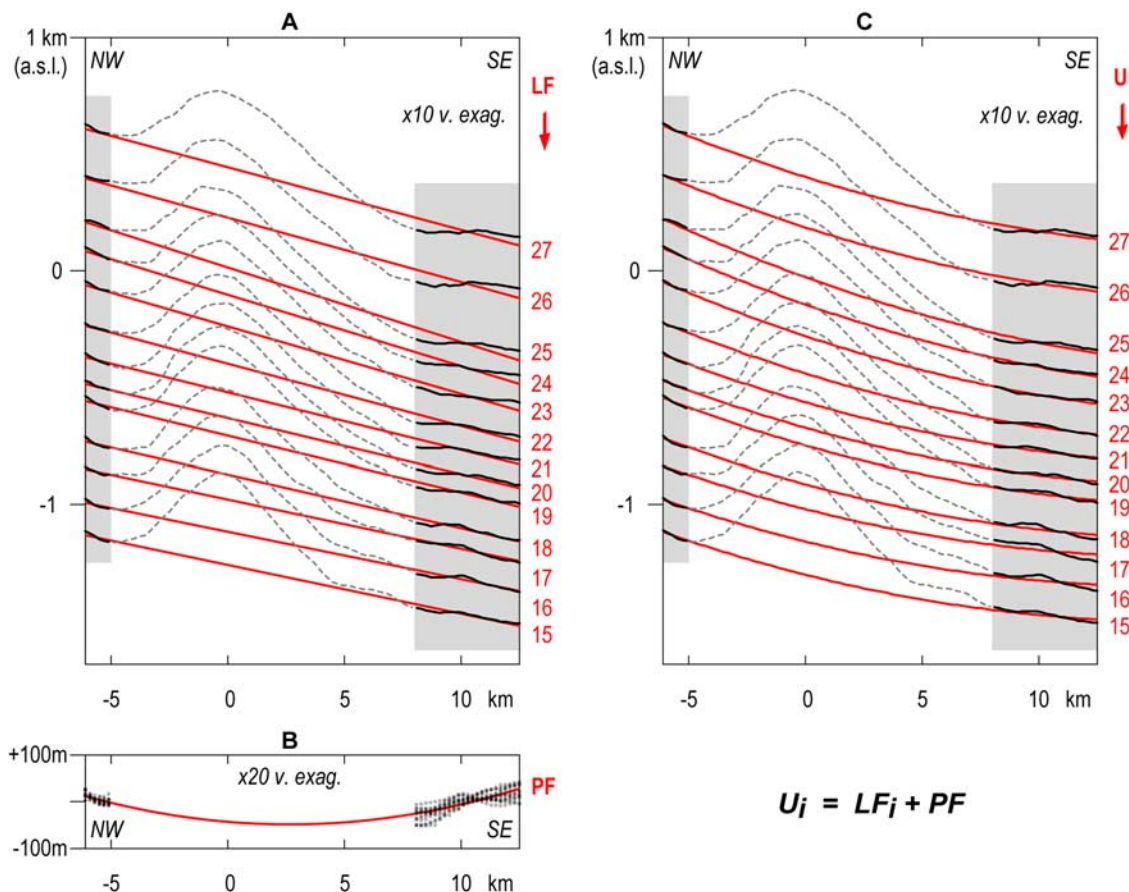 A
C
1 km
(a.s.l.)
NW
SE
LF
x10 v. exag.
1 km
(a.s.l.)
NW
SE
U
x10 v. exag.
0
-1
27
26
25
24
23
22
21
20
19
18
17
16
15
0
-1
27
26
25
24
23
22
21
20
19
18
17
16
15
-5
0
5
10
km
-5
0
5
10
km
B
+100m
-100m
x20 v. exag.
NW
SE
PF
-5
0
5
10
km
Ui = LFi + PF